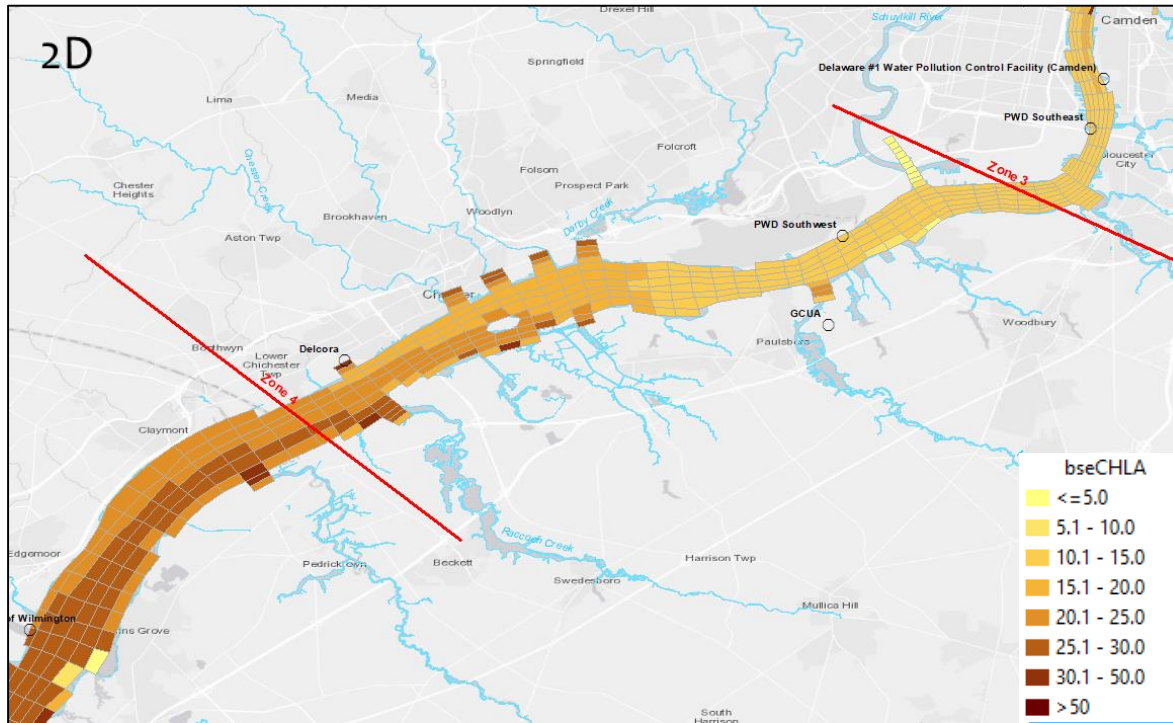 2D
Drexel Hill
Camden
Schuylkill River
Springfield
Delaware #1 Water Pollution Control Facility (Camden)
Lima
Media
PWD Southeast
Folcroft
Gloucester
City
Zone 3
Chester Creek
Folsom
Prospect Park
Chester
Heights
Woodlyn
Brookhaven
Darby Creek
PWD Southwest
Aston Twp
Chester
GCUA
Woodbury
Paulsboro
Boothwyn
Lower
Chichester
Twp
Delcora
Zone 4
Claymont
Raccoon Creek
Edgemoor
Pedricktown
Beckett
Harrison Twp
Swedesboro
Mullica Hill
of Wilmington
ns Grove
South
Harrison
bseCHLA
<=5.0
5.1 - 10.0
10.1 - 15.0
15.1 - 20.0
20.1 - 25.0
25.1 - 30.0
30.1 - 50.0
>50